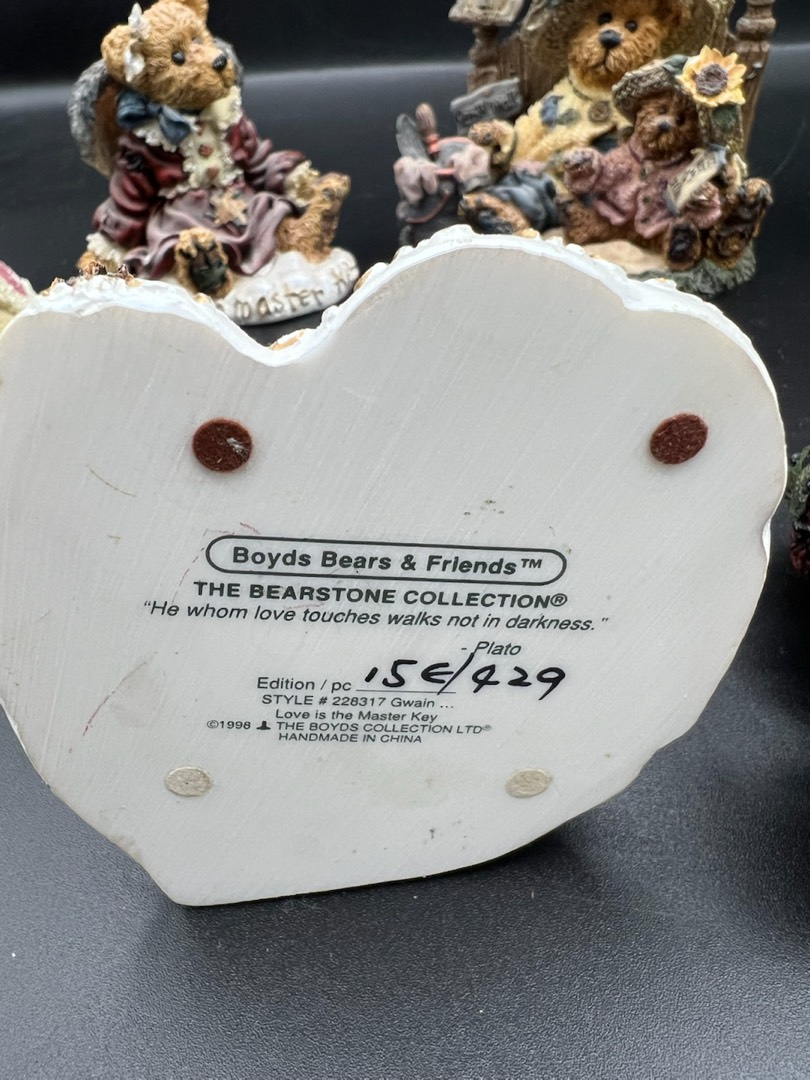 master
Boyds Bears & Friends™
THE BEARSTONE COLLECTION®
"He whom love touches walks not in darkness."
- Plato
Edition / pc 15E/429
STYLE # 228317 Gwain ...
Love is the Master Key
©1998 THE BOYDS COLLECTION LTD®
HANDMADE IN CHINA